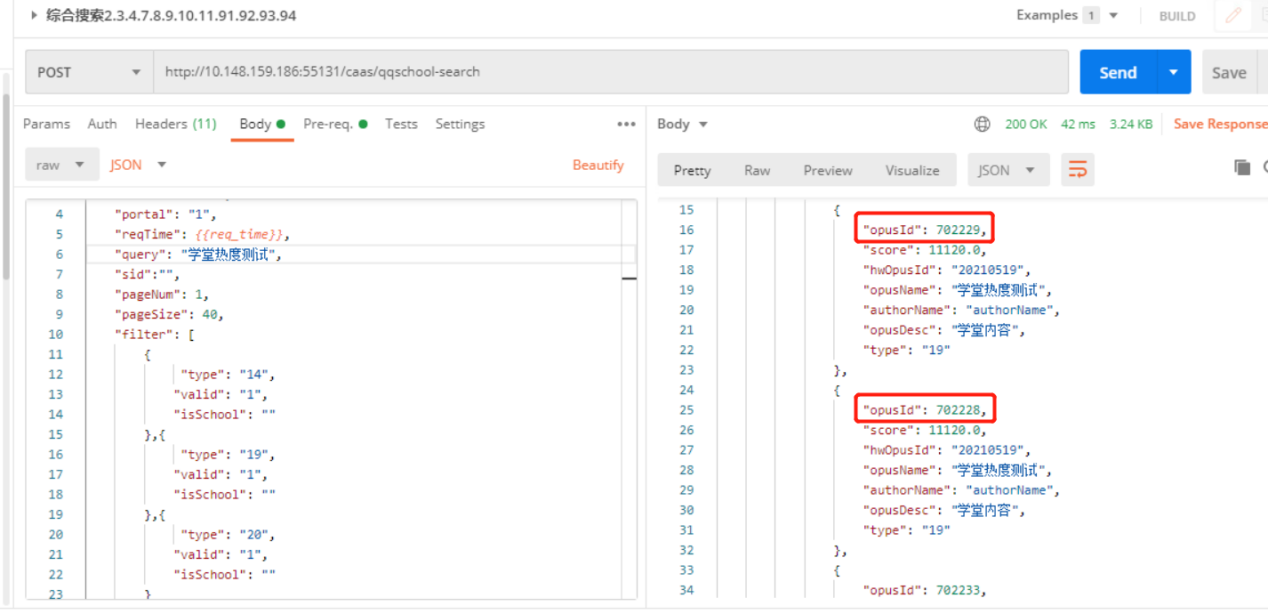 综合搜索2.3.4.7.8.9.10.11.91.92.93.94
Examples 1
BUILD
POST
http://10.148.159.186:55131/caas/qqschool-search
Send
Save
Params Auth Headers (11) Body Pre-req. Tests Settings
raw JSON Beautify
4 "portal": "1",
5 "reqTime": {{req_time}},
6 "query": "学堂热度测试",
7 "sid":"",
8 "pageNum": 1,
9 "pageSize": 40,
10 "filter": [
11 {
12 "type": "14",
13 "valid": "1",
14 "isSchool": ""
15 },{
16 "type": "19",
17 "valid": "1",
18 "isSchool": ""
19 },{
20 "type": "20",
21 "valid": "1",
22 "isSchool": ""
23 }
Body 200 OK 42 ms 3.24 KB Save Response
Pretty Raw Preview Visualize JSON
15 {
16 "opusId": 702229,
17 "score": 11120.0,
18 "hwOpusId": "20210519",
19 "opusName": "学堂热度测试",
20 "authorName": "authorName",
21 "opusDesc": "学堂内容",
22 "type": "19"
23 },
24 {
25 "opusId": 702228,
26 "score": 11120.0,
27 "hwOpusId": "20210519",
28 "opusName": "学堂热度测试",
29 "authorName": "authorName",
30 "opusDesc": "学堂内容",
31 "type": "19"
32 },
33 {
34 "opusId": 702233,